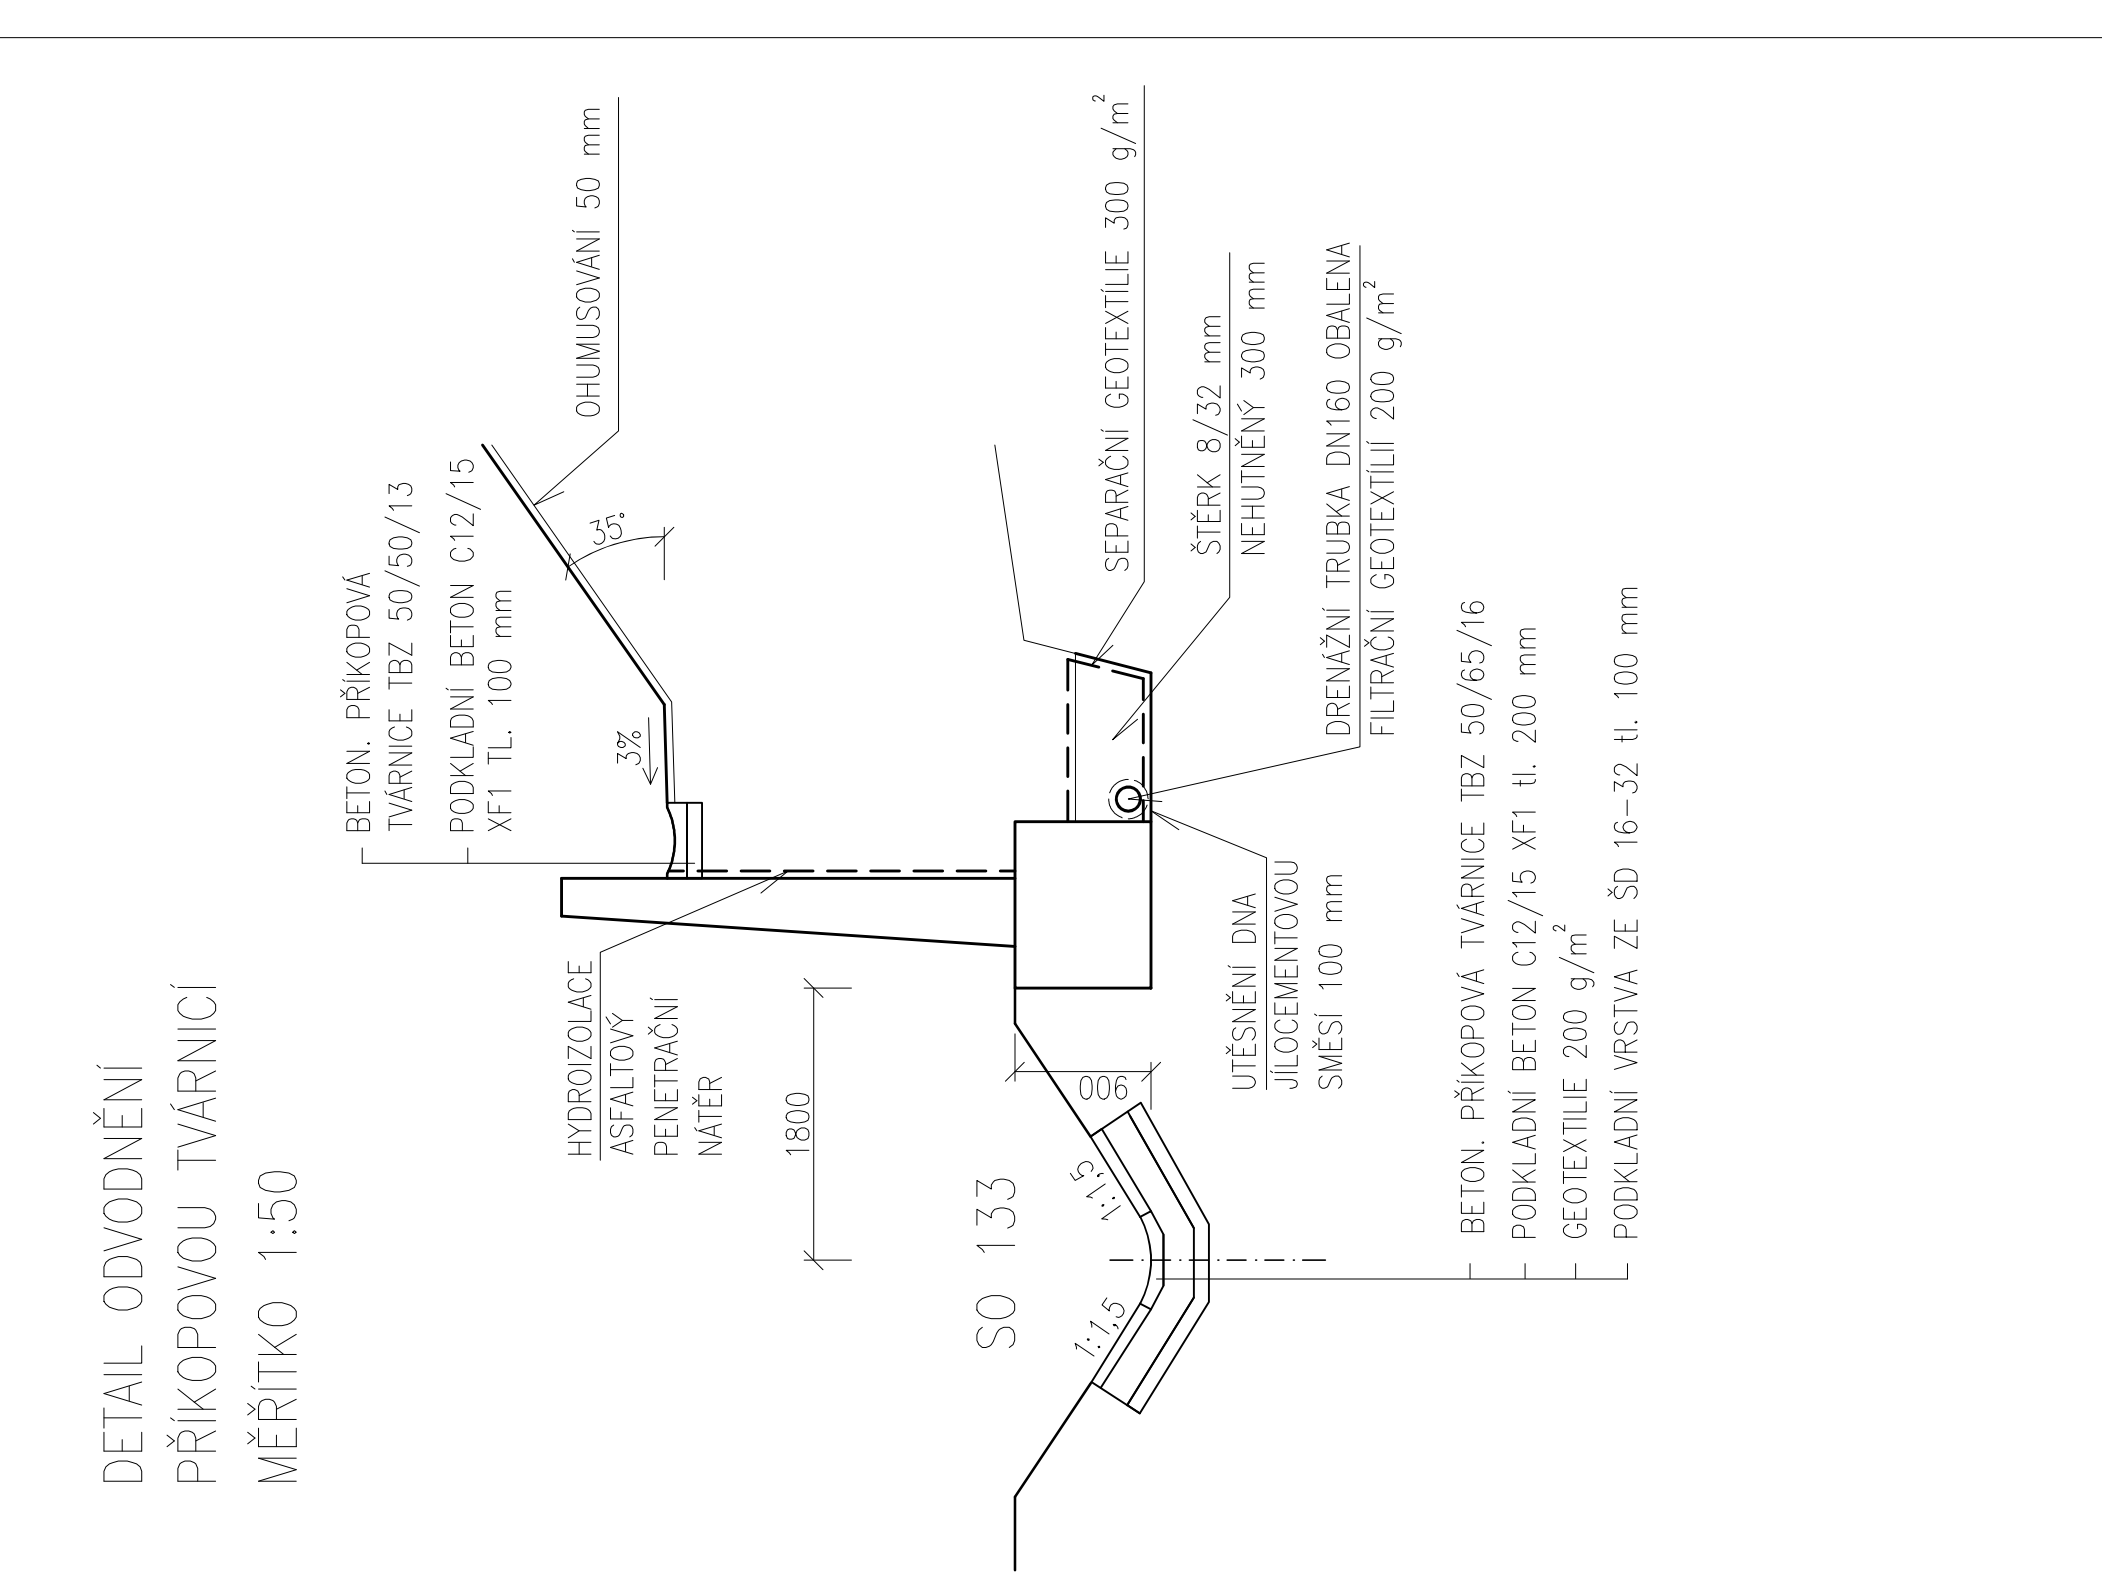 DETAIL ODVODNĚNÍ
PŘÍKOPOVOU TVÁRNICÍ
MĚŘÍTKO 1:50
BETON. PŘÍKOPOVÁ
TVÁRNICE TBZ 50/50/13
PODKLADNÍ BETON C12/15
XF1 TL. 100 mm
OHUMUSOVÁNÍ 50 mm
35°
3%
HYDROIZOLACE
ASFALTOVÝ
PENETRAČNÍ
NÁTĚR
1800
SO 133
900
1:1,5
1:1,5
SEPARAČNÍ GEOTEXTÍLIE 300 g/m²
ŠTĚRK 8/32 mm
NEHUTNĚNÝ 300 mm
DRENÁŽNÍ TRUBKA DN160 OBALENA
FILTRAČNÍ GEOTEXTÍLIÍ 200 g/m²
UTĚSNĚNÍ DNA
JÍLOCEMENTOVOU
SMĚSÍ 100 mm
BETON. PŘÍKOPOVÁ TVÁRNICE TBZ 50/65/16
PODKLADNÍ BETON C12/15 XF1 tl. 200 mm
GEOTEXTILIE 200 g/m²
PODKLADNÍ VRSTVA ZE ŠD 16-32 tl. 100 mm